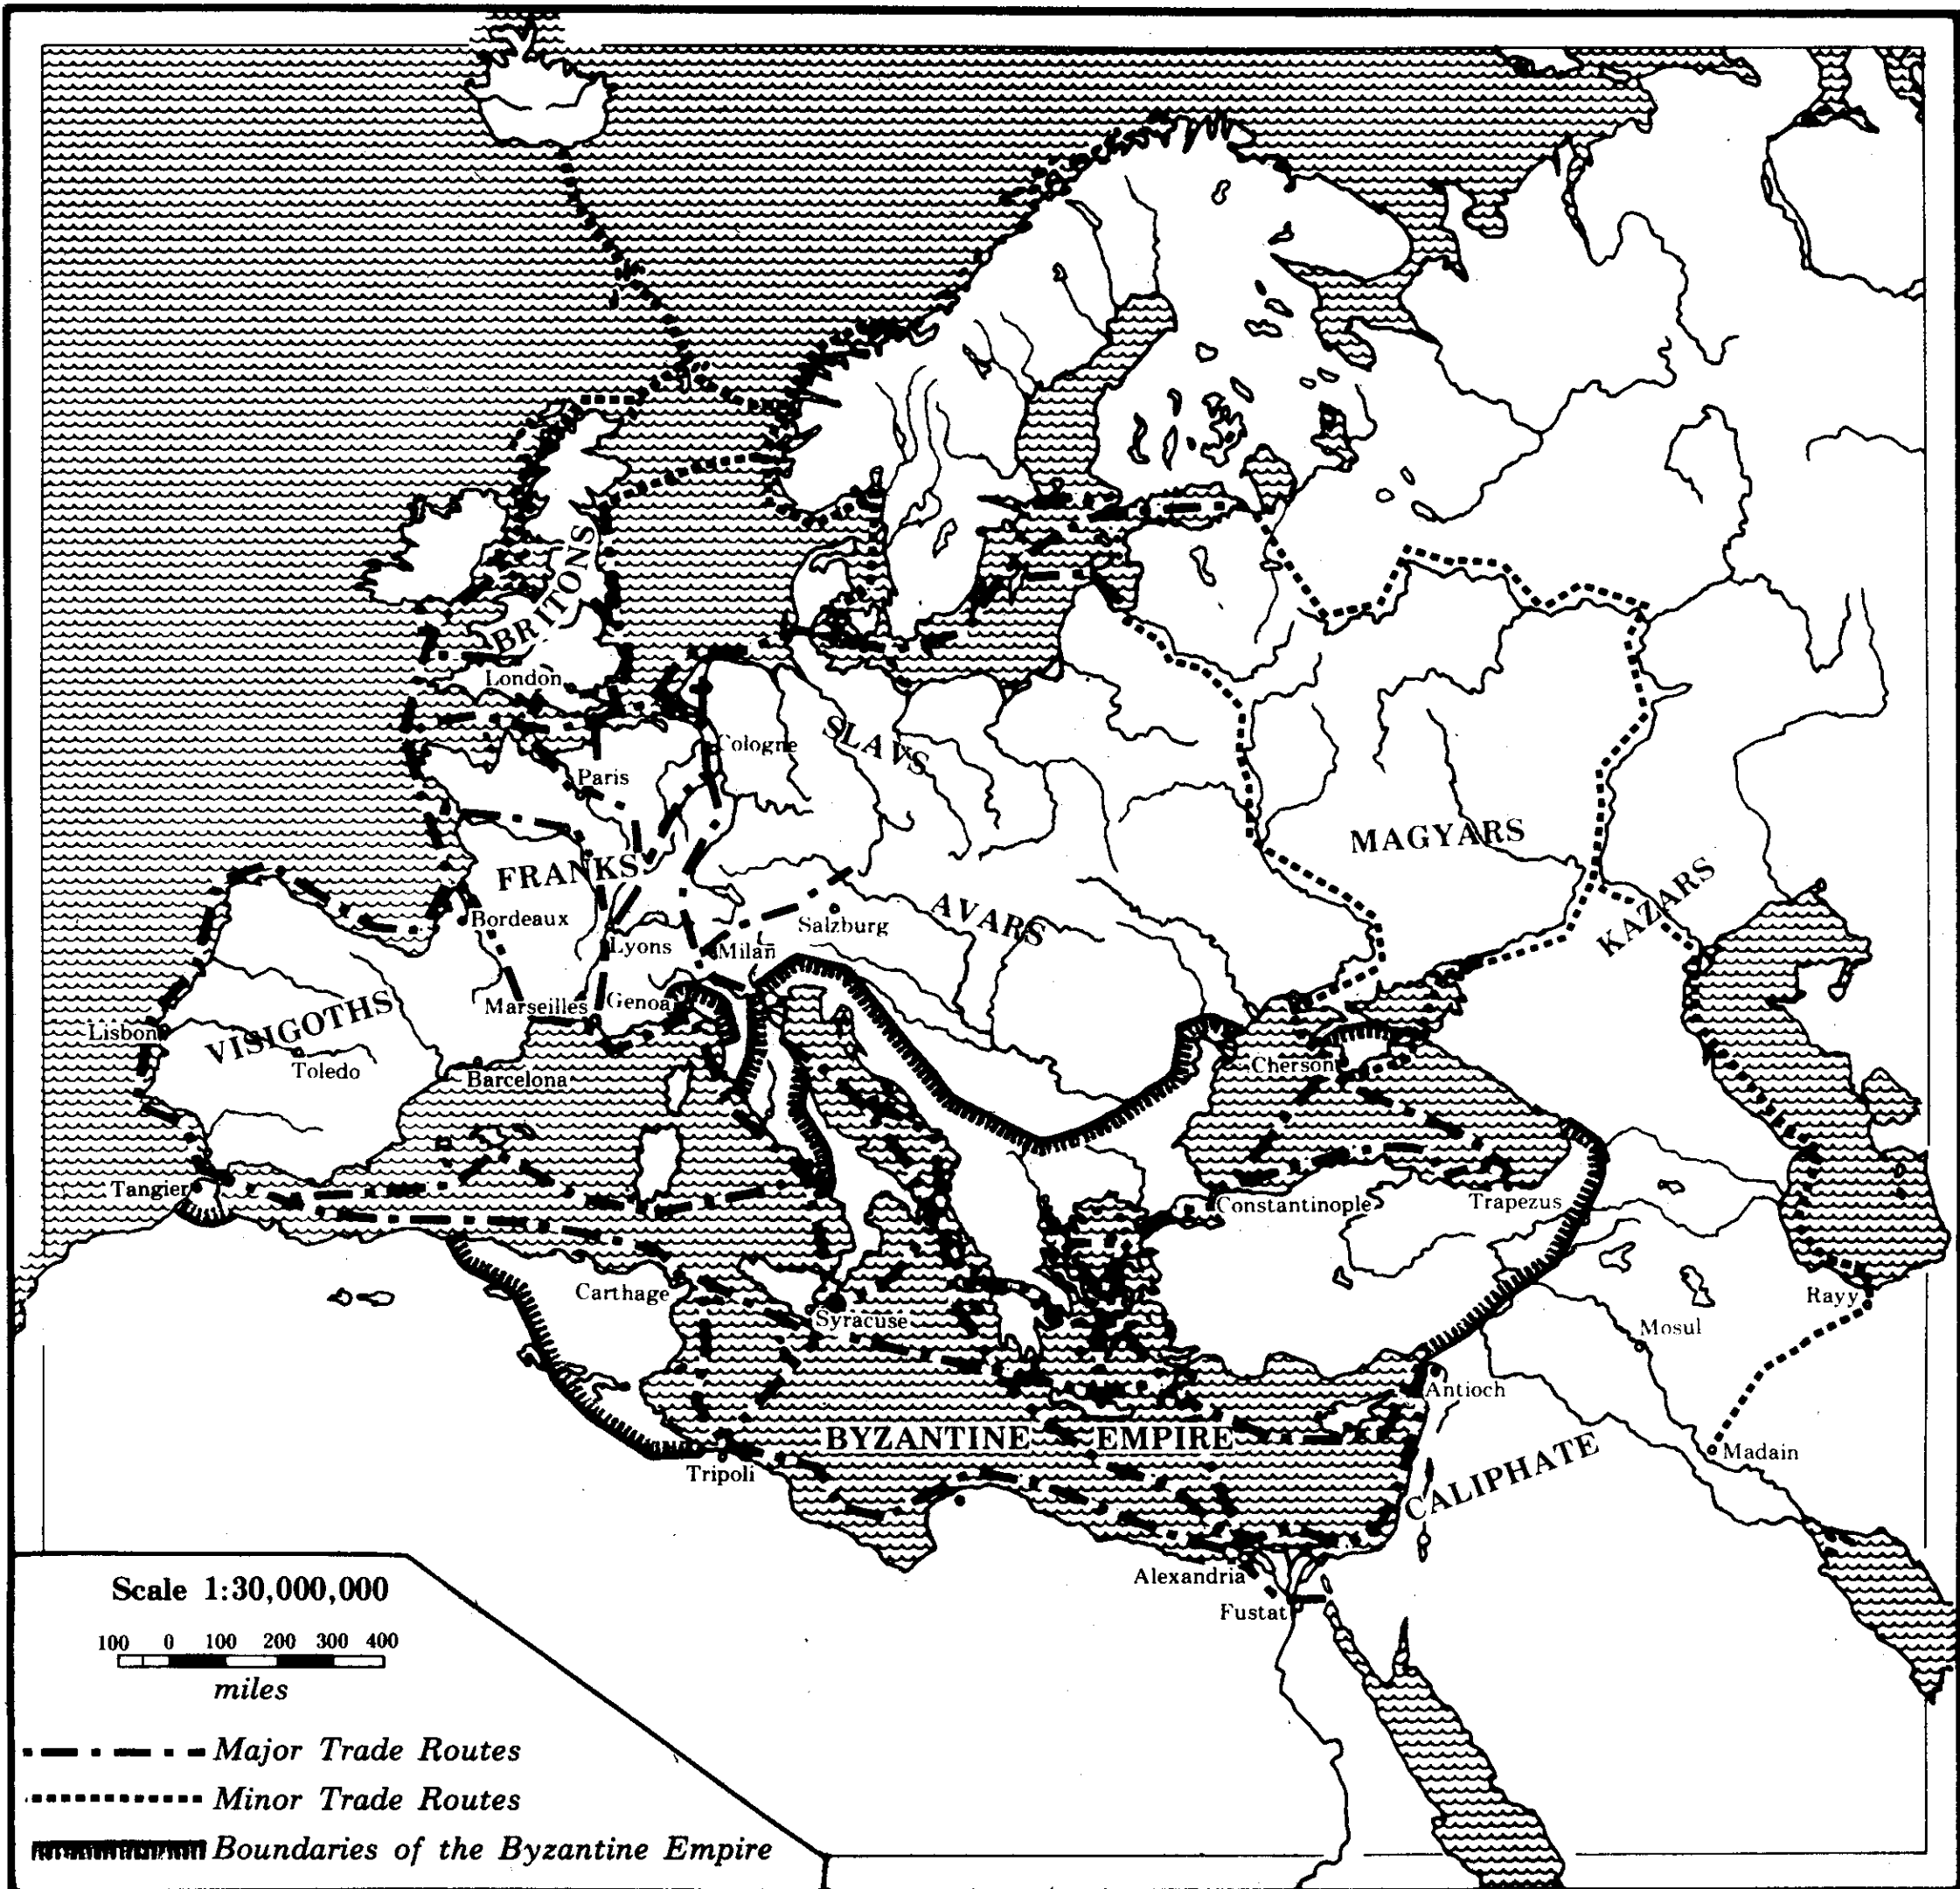 BRITONS
London
Cologne
SLAVS
Paris
MAGYARS
FRANKS
KAZARS
Bordeaux
AVARS
Salzburg
Lyons
Milan
Marseilles
Genoa
Lisbon
VISIGOTHS
Toledo
Barcelona
Cherson
Tangier
Constantinople
Trapezus
Carthage
Syracuse
Rayy
Mosul
Antioch
BYZANTINE EMPIRE
Madain
Tripoli
CALIPHATE
Alexandria
Fustat
Scale 1:30,000,000
100 0 100 200 300 400
miles
Major Trade Routes
Minor Trade Routes
Boundaries of the Byzantine Empire